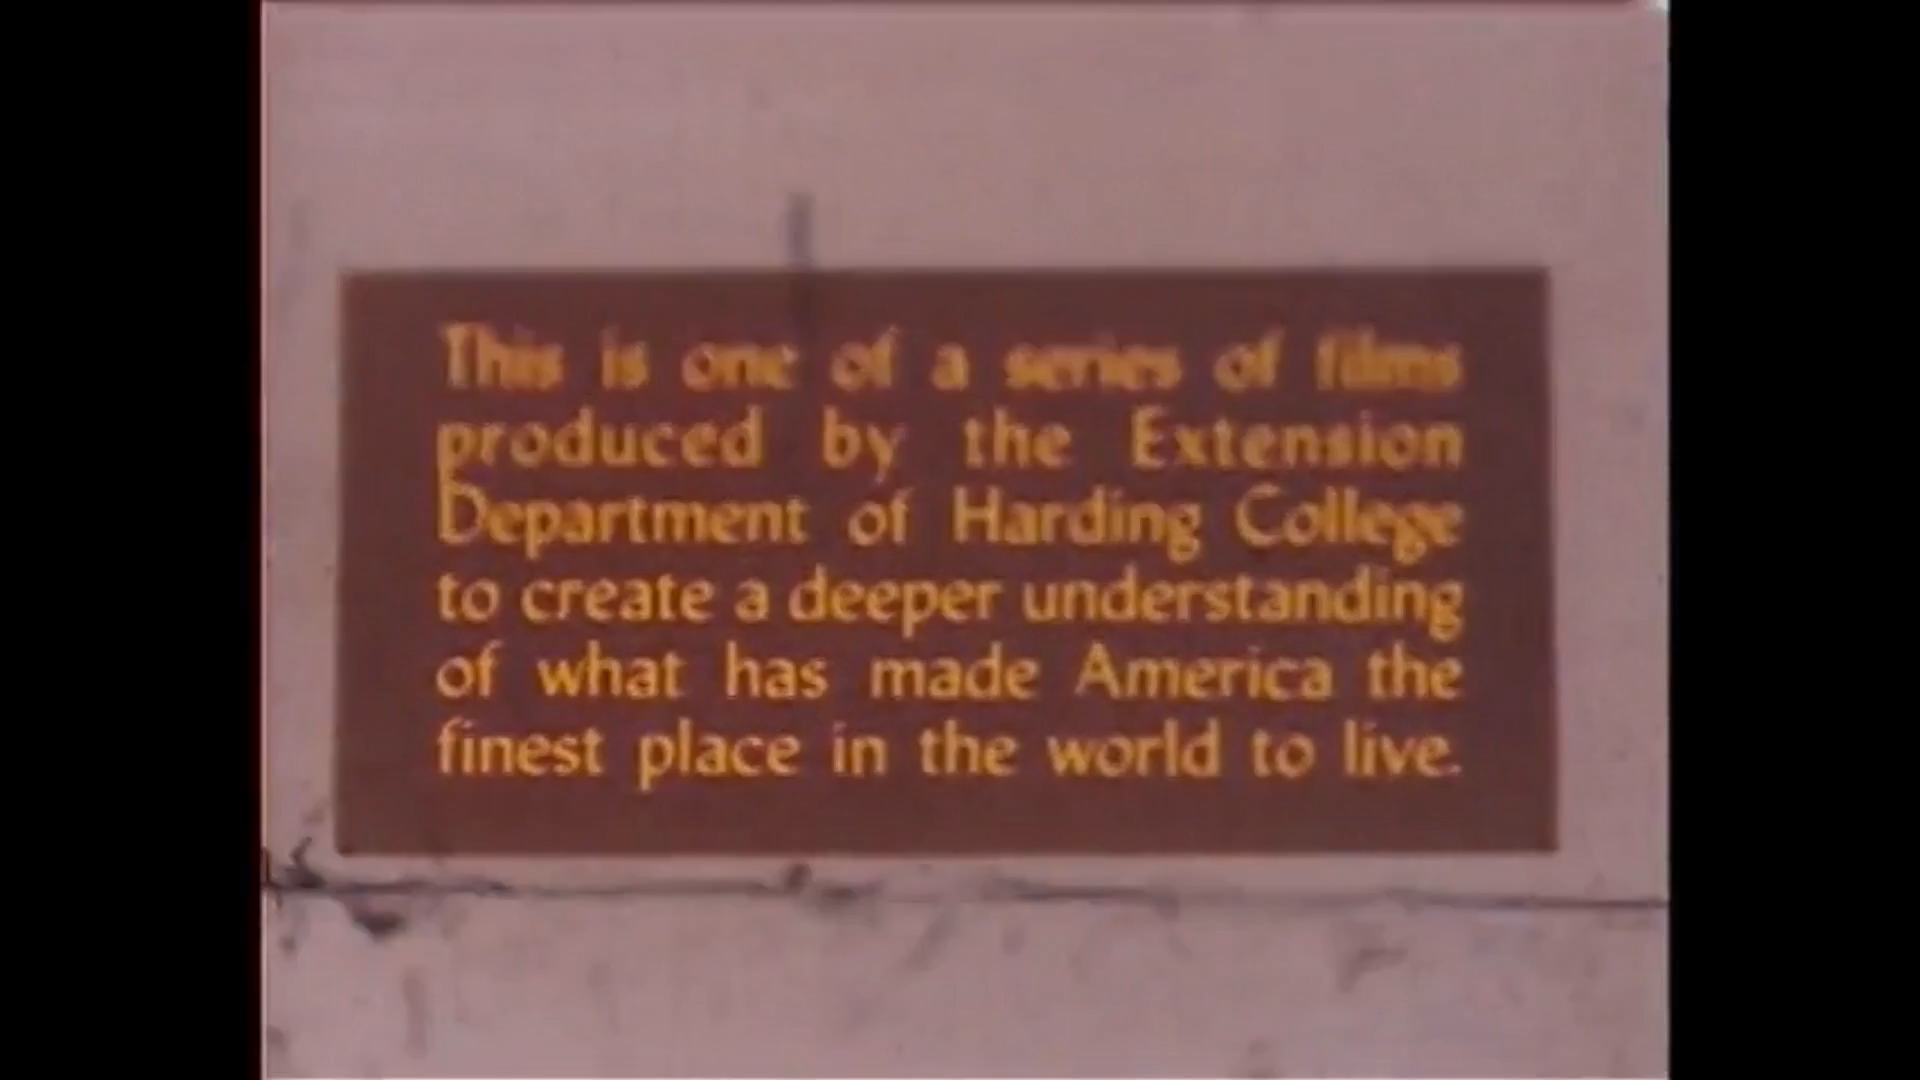 This is one of a series of films
produced by the Extension
Department of Harding College
to create a deeper understanding
of what has made America the
finest place in the world to live.